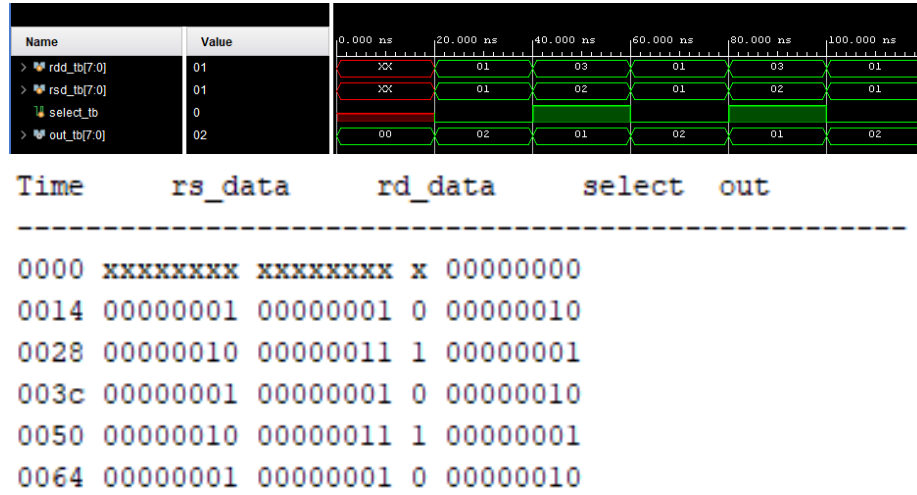 Name Value 0.000 ns 20.000 ns 40.000 ns 60.000 ns 80.000 ns 100.000 ns
> rdd_tb[7:0] 01 XX 01 03 01 03 01
> rsd_tb[7:0] 01 XX 01 02 01 02 01
select_tb 0
> out_tb[7:0] 02 00 02 01 02 01 02
Time rs_data rd_data select out
------------------------------------------------------
0000 xxxxxxxx xxxxxxxx x 00000000
0014 00000001 00000001 0 00000010
0028 00000010 00000011 1 00000001
003c 00000001 00000001 0 00000010
0050 00000010 00000011 1 00000001
0064 00000001 00000001 0 00000010